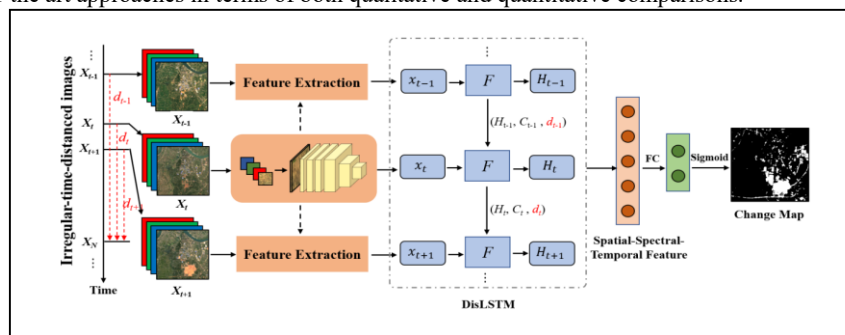 the art approaches in terms of both qualitative and quantitative comparisons.
Irregular-time-distanced images
X_{t-1}
d_{t-1}
X_t
d_t
X_{t+1}
d_{t+1}
X_N
Time
X_{t-1}
X_t
X_{t+1}
Feature Extraction
Feature Extraction
x_{t-1}
F
H_{t-1}
(H_{t-1}, C_{t-1}, d_{t-1})
x_t
F
H_t
(H_t, C_t, d_t)
x_{t+1}
F
H_{t+1}
DisLSTM
FC
Sigmoid
Spatial-Spectral-
Temporal Feature
Change Map